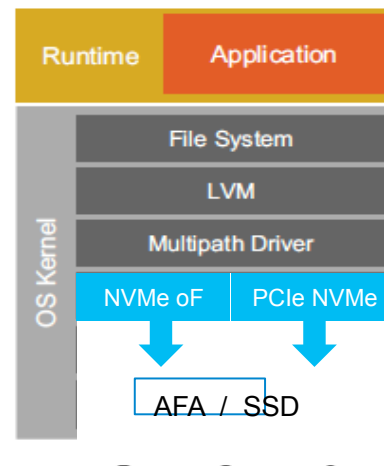 Runtime
Application
OS Kernel
File System
LVM
Multipath Driver
NVMe oF
PCIe NVMe
AFA / SSD